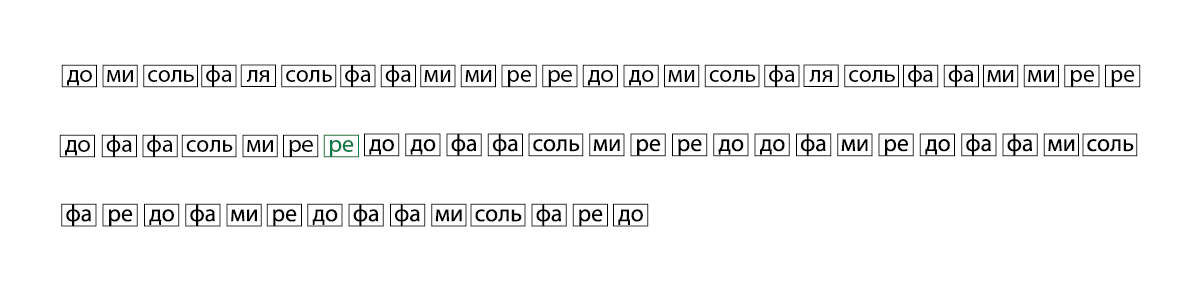 до ми соль фа ля соль фа фа ми ми ре ре до до ми соль фа ля соль фа фа ми ми ре ре
до фа фа соль ми ре ре до до фа фа соль ми ре ре до до фа ми ре до фа фа ми соль
фа ре до фа ми ре до фа фа ми соль фа ре до